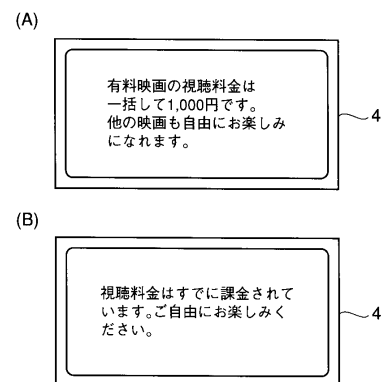 (A)
有料映画の視聴料金は
一括して1,000円です。
他の映画も自由にお楽しみ
になれます。
4
(B)
視聴料金はすでに課金されて
います。ご自由にお楽しみく
ださい。
4